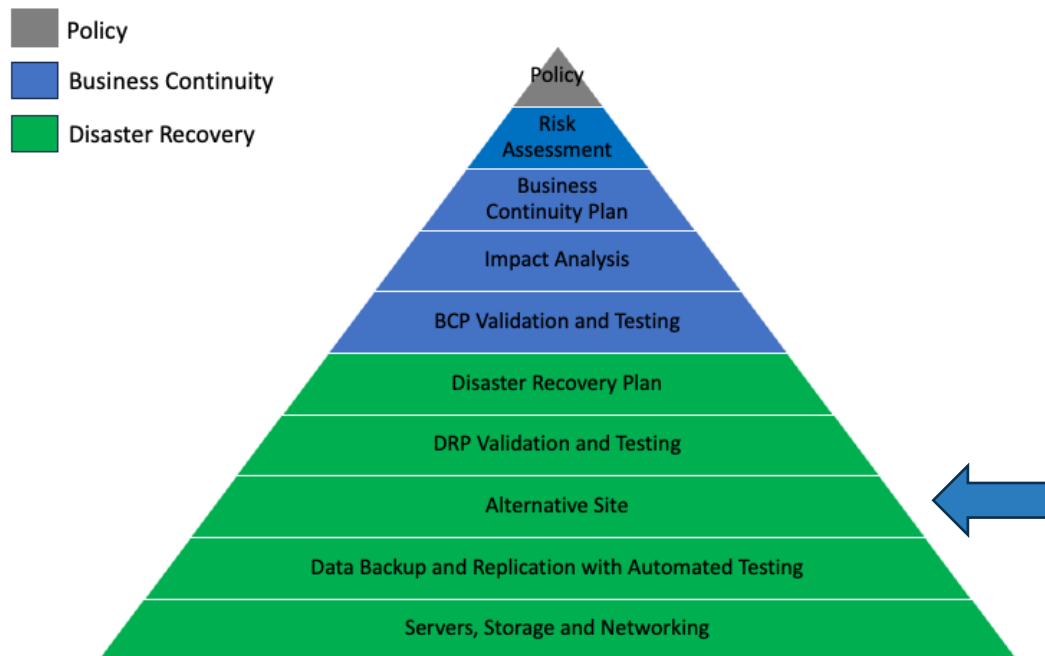 Policy
Business Continuity
Disaster Recovery
Policy
Risk
Assessment
Business
Continuity Plan
Impact Analysis
BCP Validation and Testing
Disaster Recovery Plan
DRP Validation and Testing
Alternative Site
Data Backup and Replication with Automated Testing
Servers, Storage and Networking